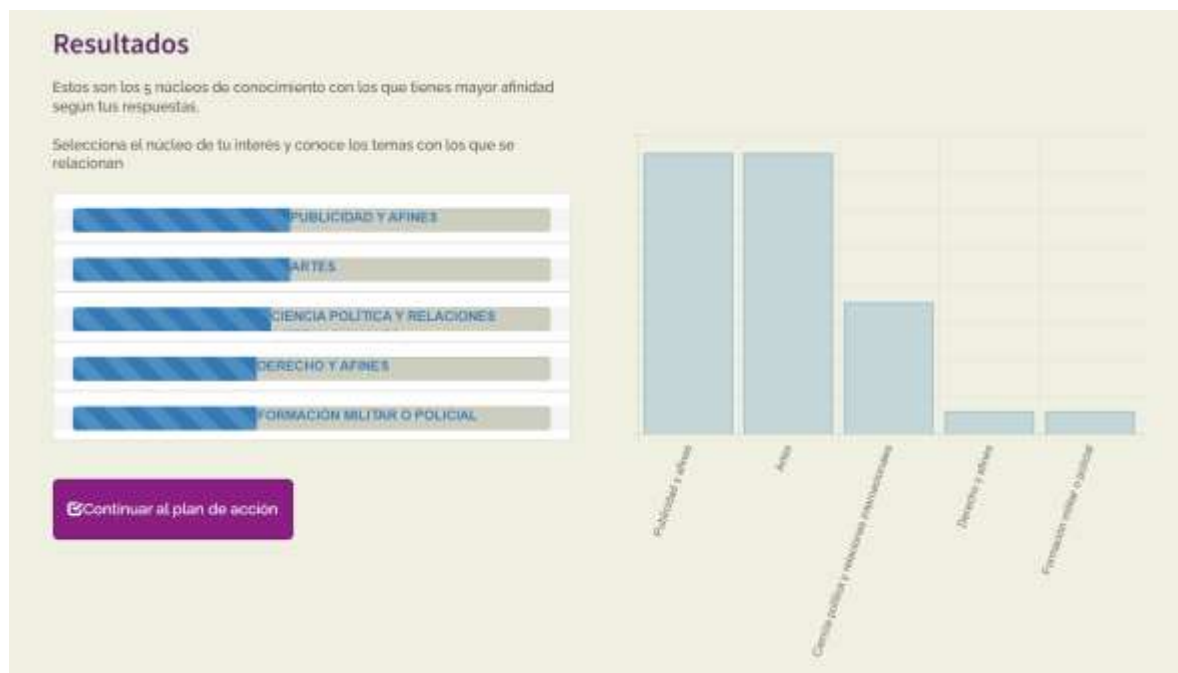 Resultados
Estos son los 5 núcleos de conocimiento con los que tienes mayor afinidad
según tus respuestas.
Selecciona el núcleo de tu interés y conoce los temas con los que se
relacionan
PUBLICIDAD Y AFINES
ARTES
CIENCIA POLÍTICA Y RELACIONES
DERECHO Y AFINES
FORMACIÓN MILITAR O POLICIAL
Continuar al plan de acción
Publicidad y afines
Artes
Ciencia política y relaciones internacionales
Derecho y afines
Formación militar o policial